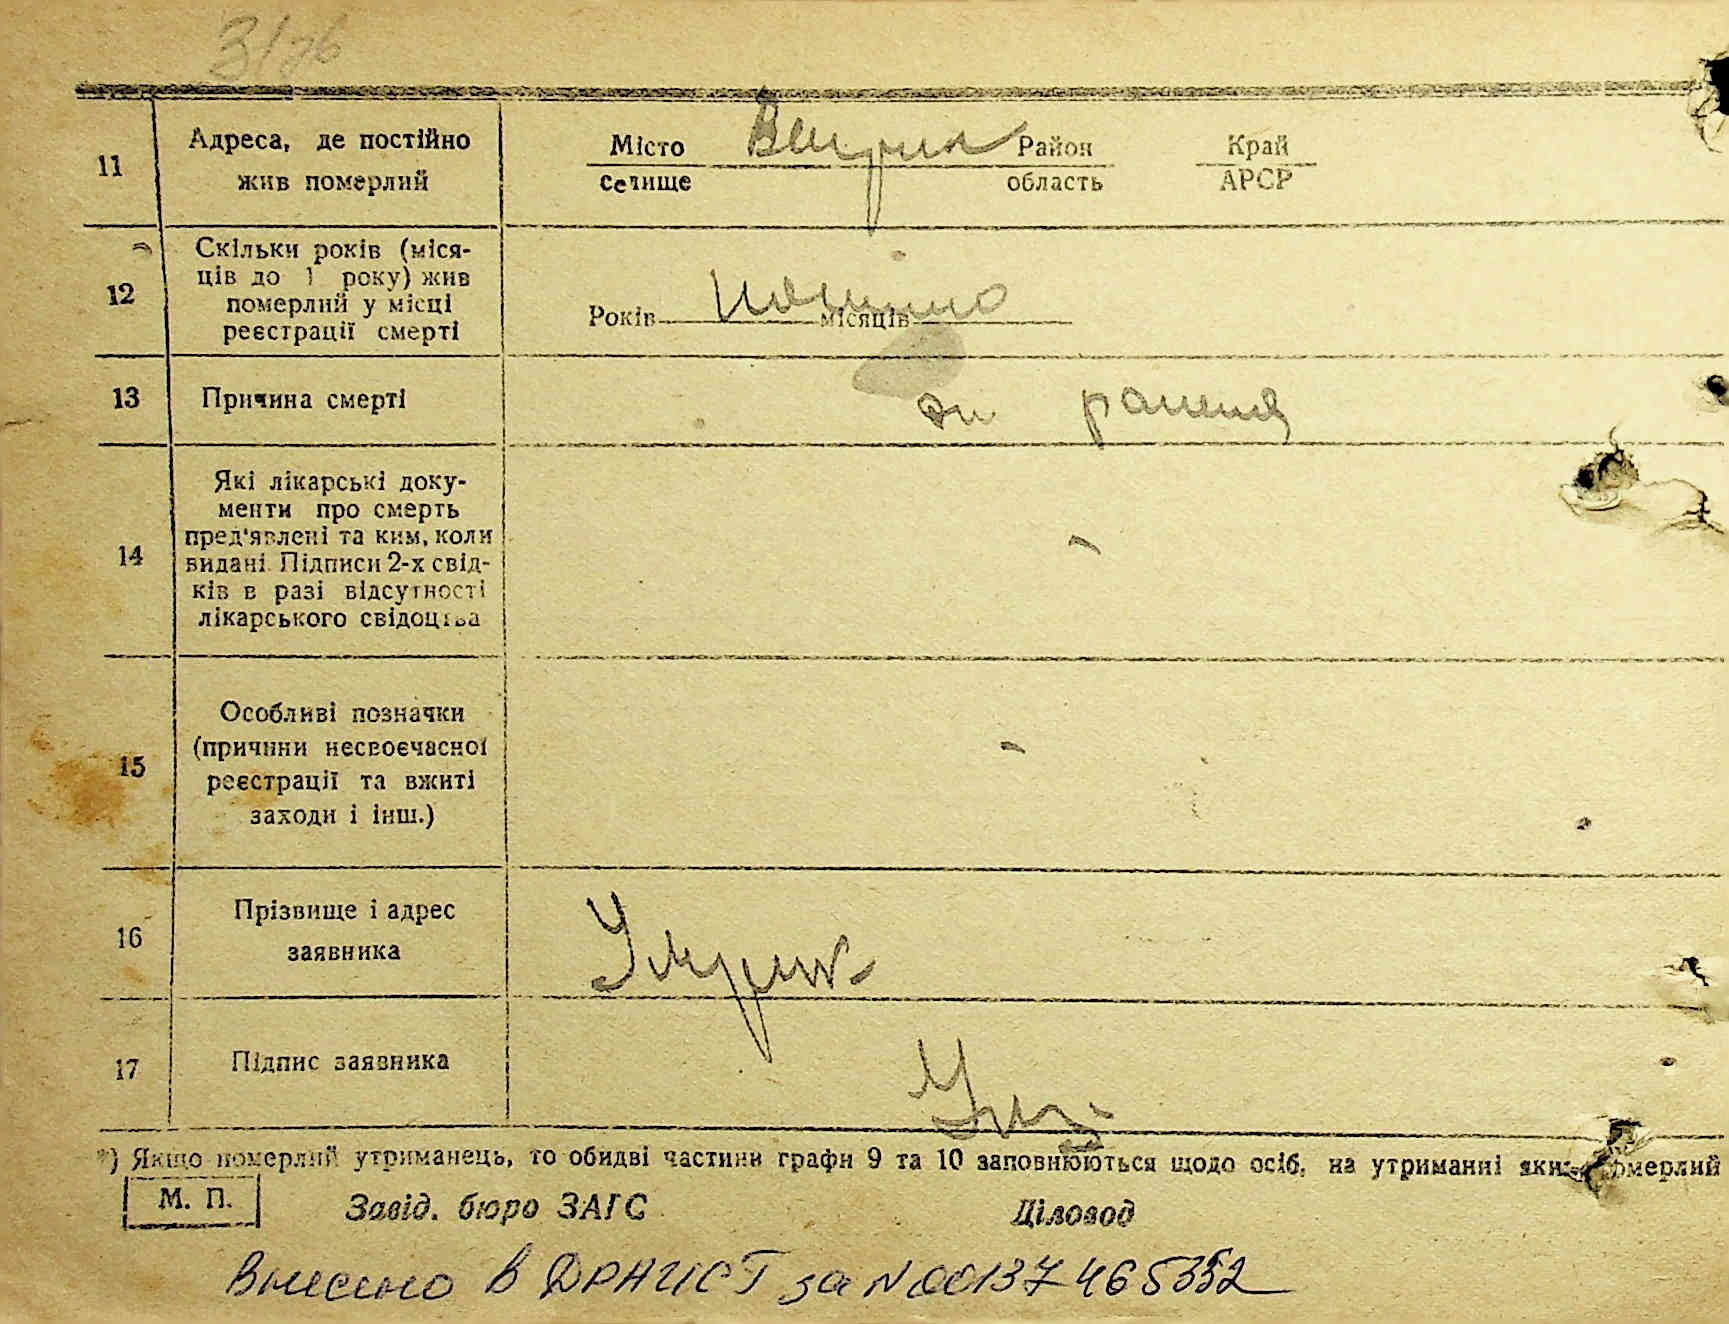 11
Адреса, де постійно
жив померлий
Місто Район Край
Селище область АРСР
12
Скільки років (міся-
ців до 1 року) жив
померлий у місці
реєстрації смерті
Років місяців
постійно
13
Причина смерті
14
Які лікарські доку-
менти про смерть
пред'явлені та ким, коли
видані. Підписи 2-х свід-
ків в разі відсутності
лікарського свідоцтва
15
Особливі позначки
(причини несвоєчасної
реєстрації та вжиті
заходи і інш.)
16
Прізвище і адрес
заявника
17
Підпис заявника
*) Якщо померлий утриманець, то обидві частини графи 9 та 10 заповнюються щодо осіб, на утриманні яких померлий
М. П. Завід. бюро ЗАГС Діловод
Внесено в ДРАЦСГ за N 00137465352